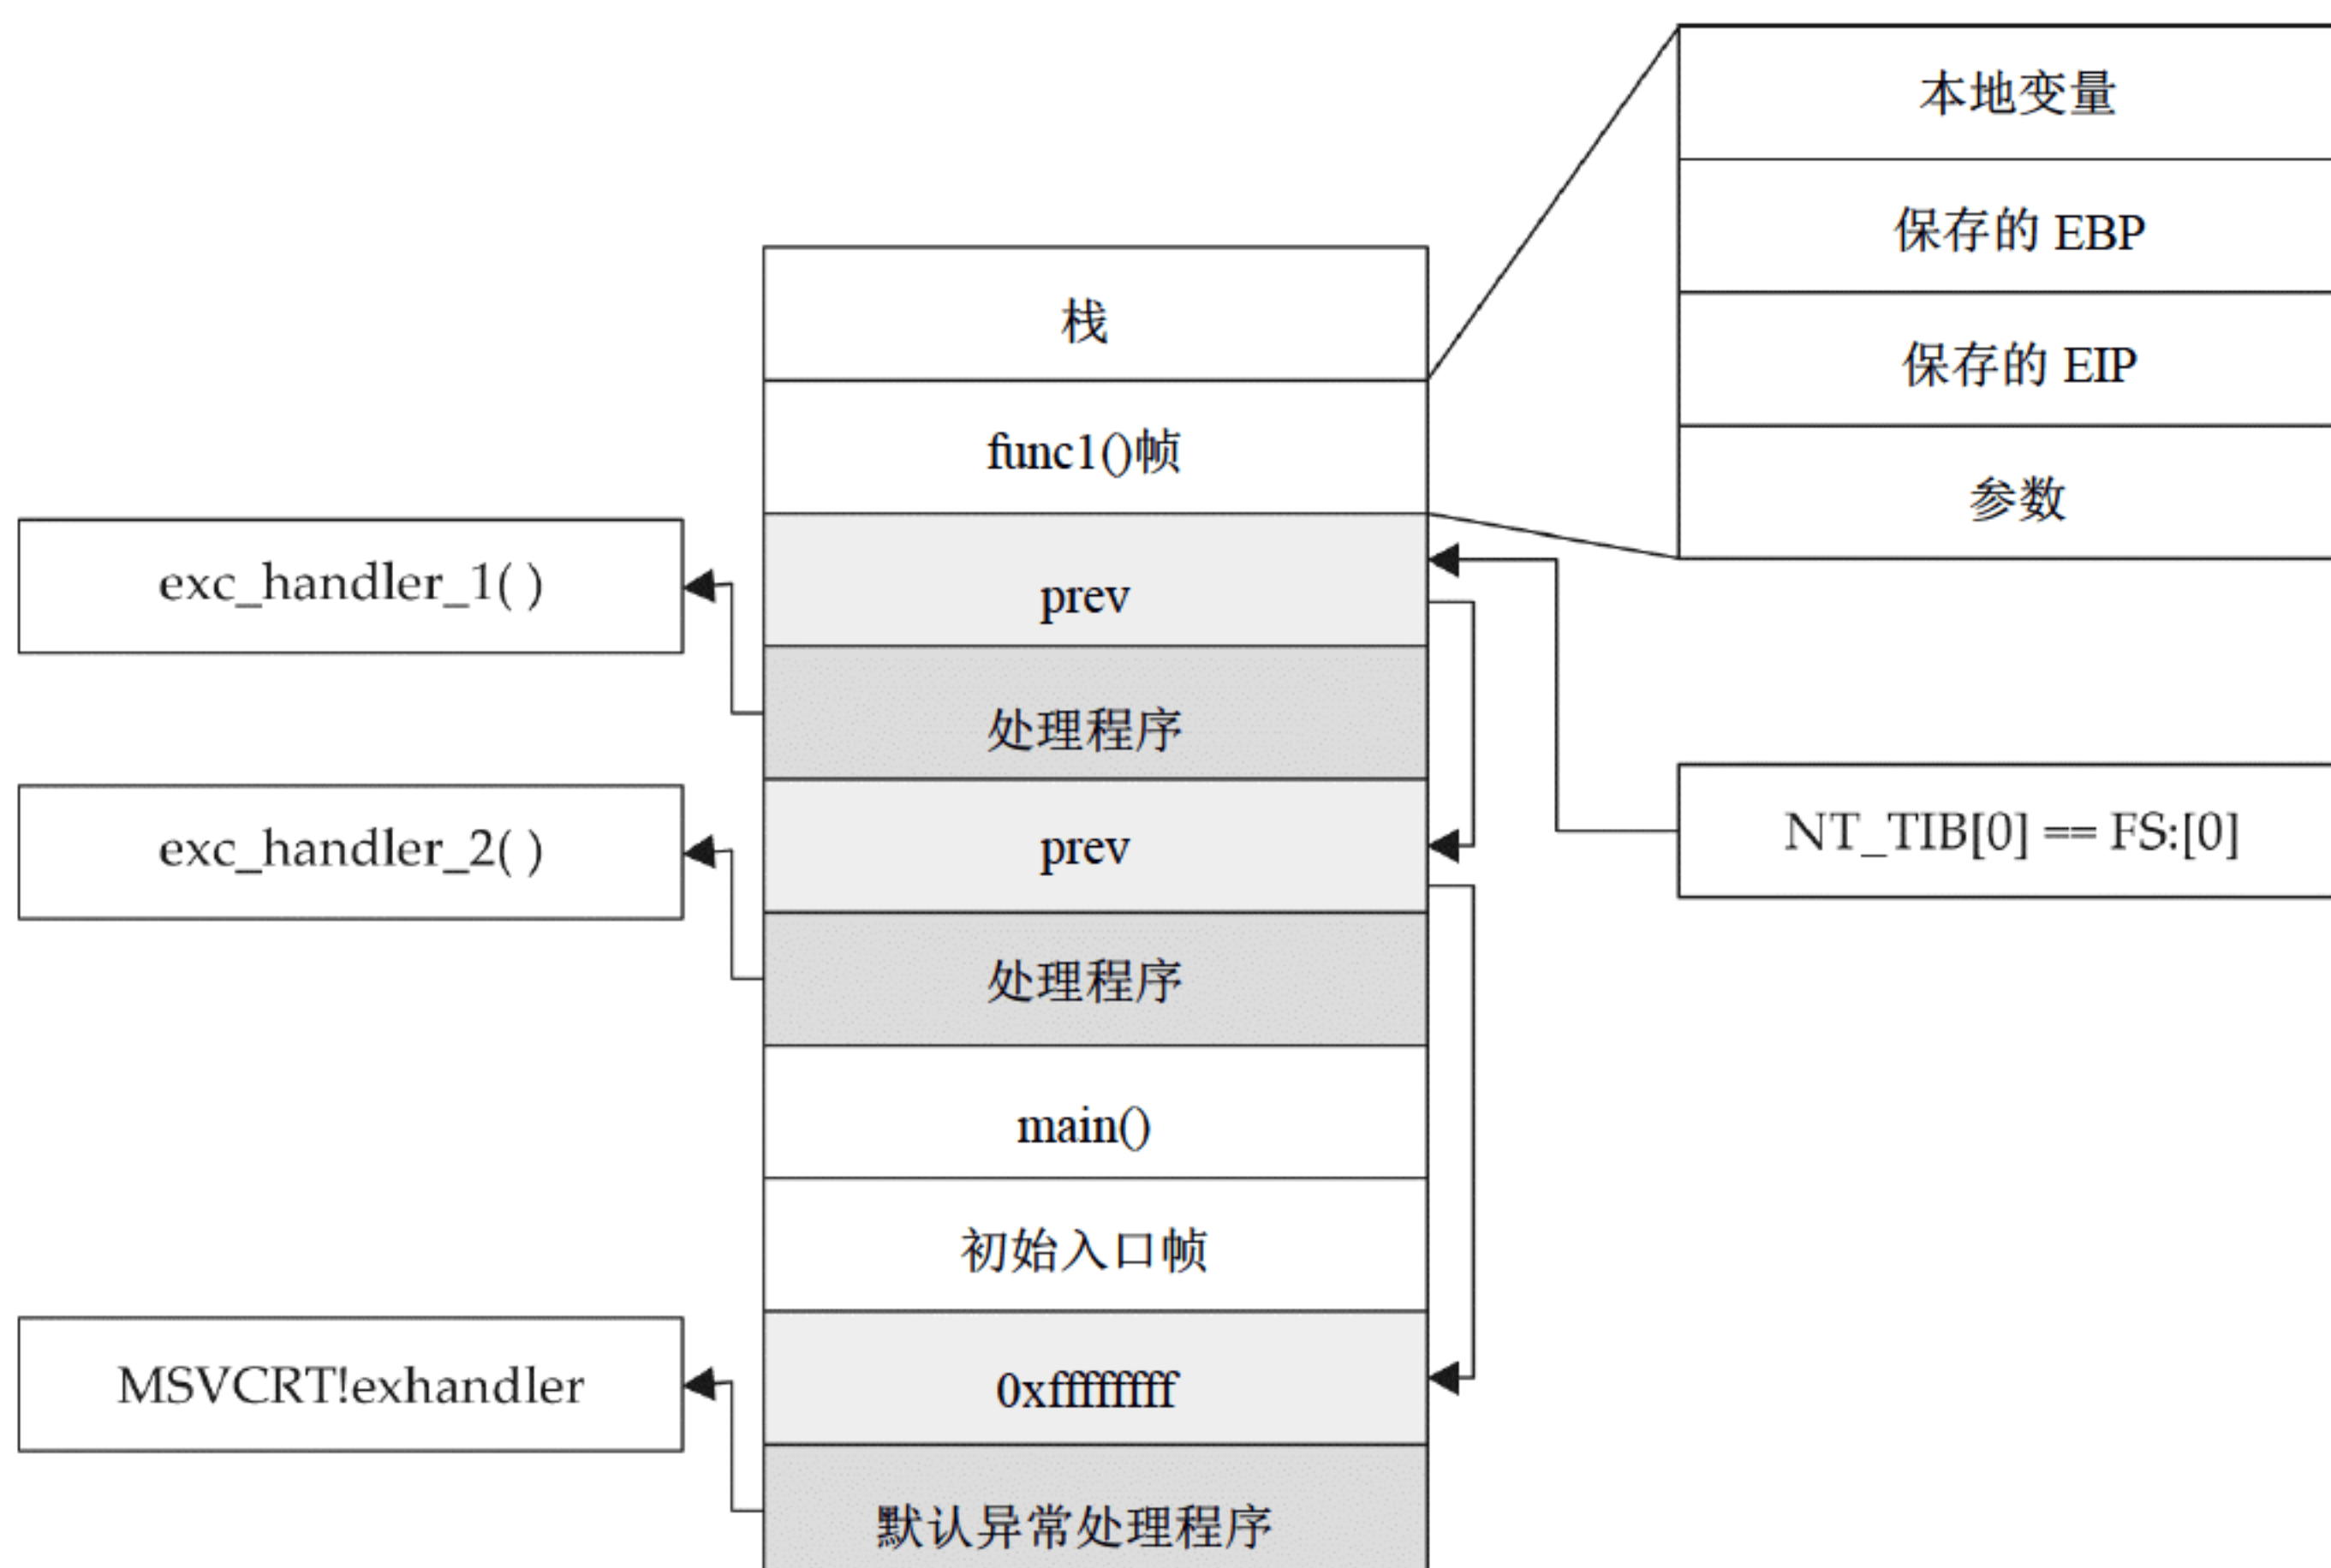 本地变量
保存的 EBP
保存的 EIP
参数
栈
func1()帧
prev
处理程序
prev
处理程序
main()
初始入口帧
0xffffffff
默认异常处理程序
exc_handler_1( )
exc_handler_2( )
MSVCRT!exhandler
NT_TIB[0] == FS:[0]